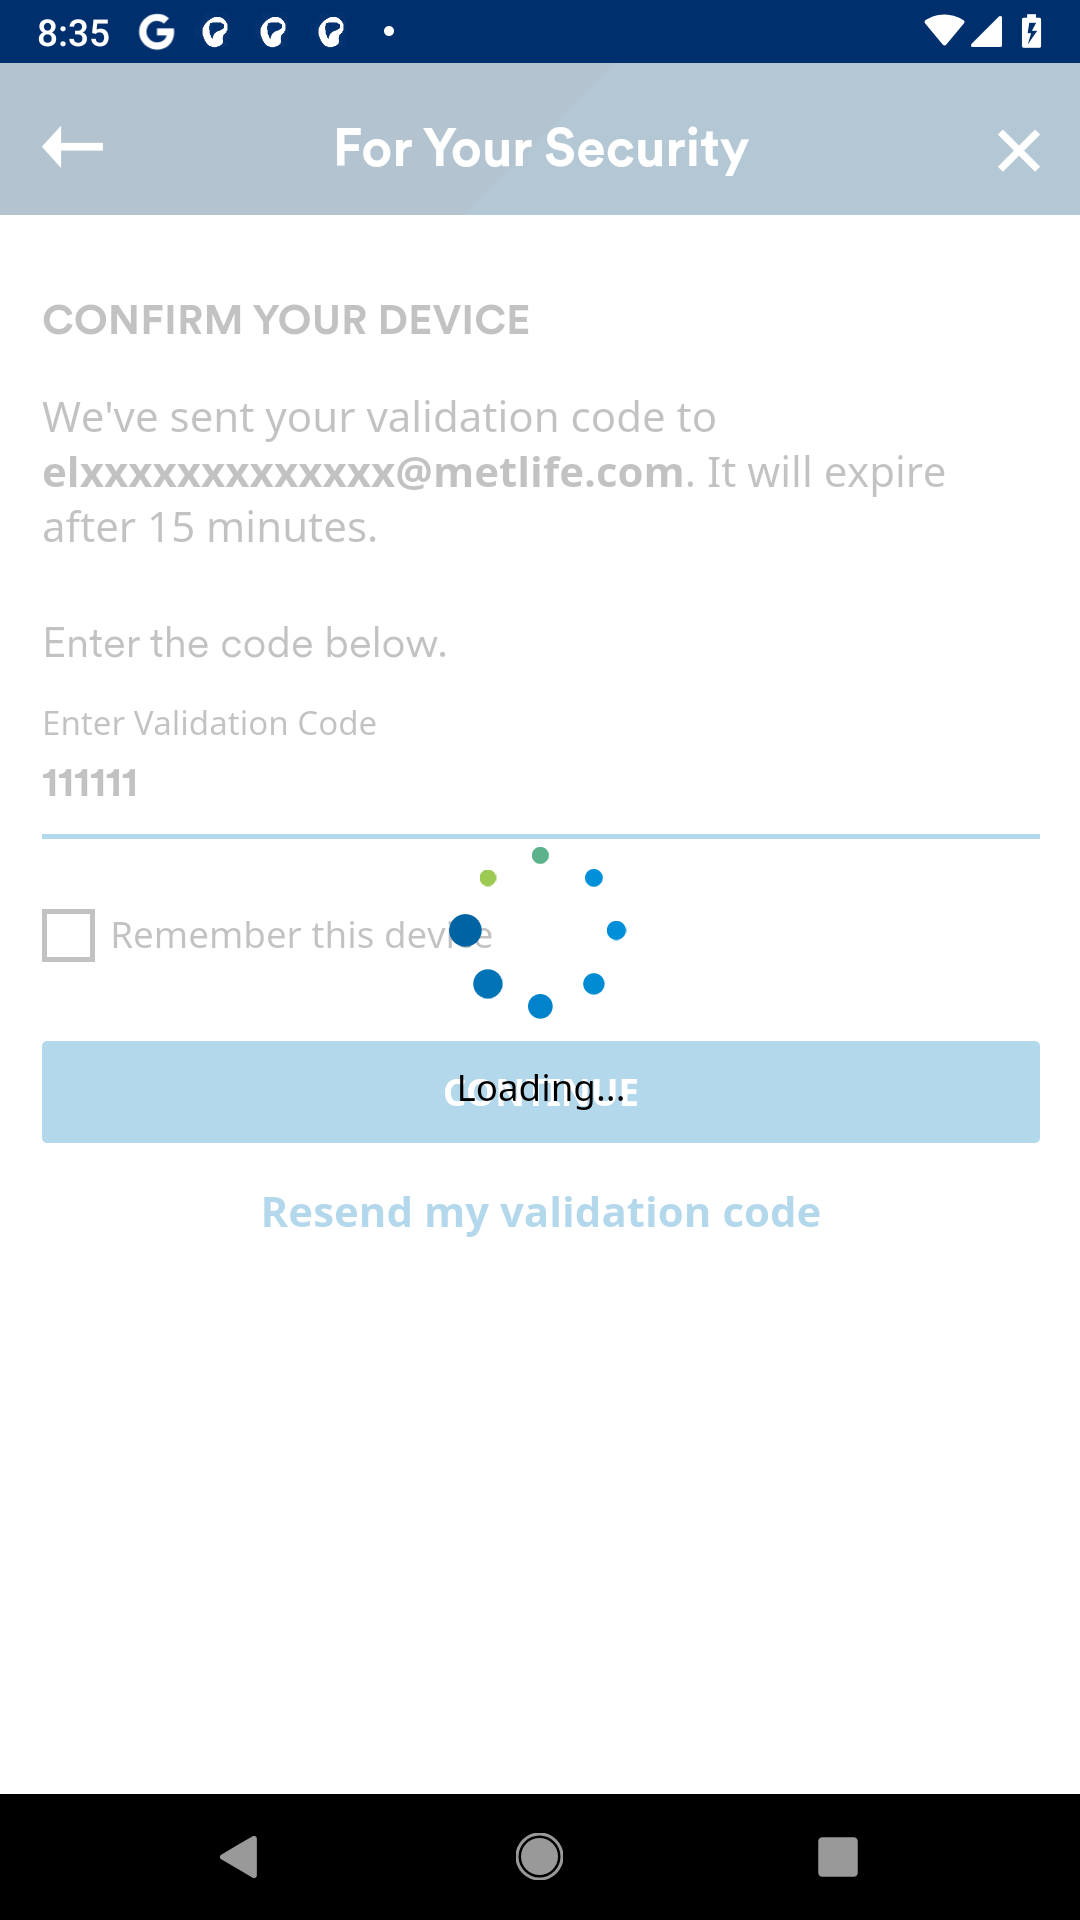 8:35
For Your Security
CONFIRM YOUR DEVICE
We've sent your validation code to
elxxxxxxxxxxxxx@metlife.com. It will expire
after 15 minutes.
Enter the code below.
Enter Validation Code
111111
Remember this device
CONTINUE
Loading...
Resend my validation code